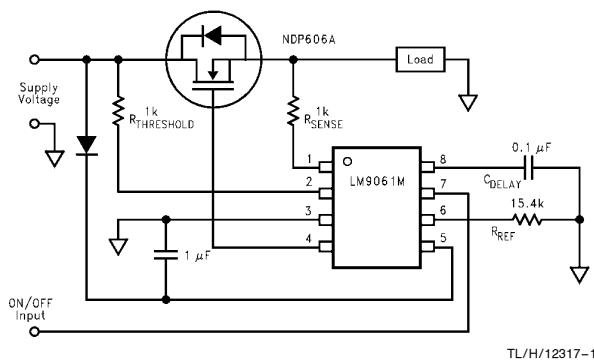 NDP606A
Load
Supply
Voltage
1k
RTHRESHOLD
1k
RSENSE
1
2
3
4
LM9061M
8
7
6
5
0.1 μF
CDELAY
15.4k
RREF
1 μF
ON/OFF
Input
TL/H/12317-1